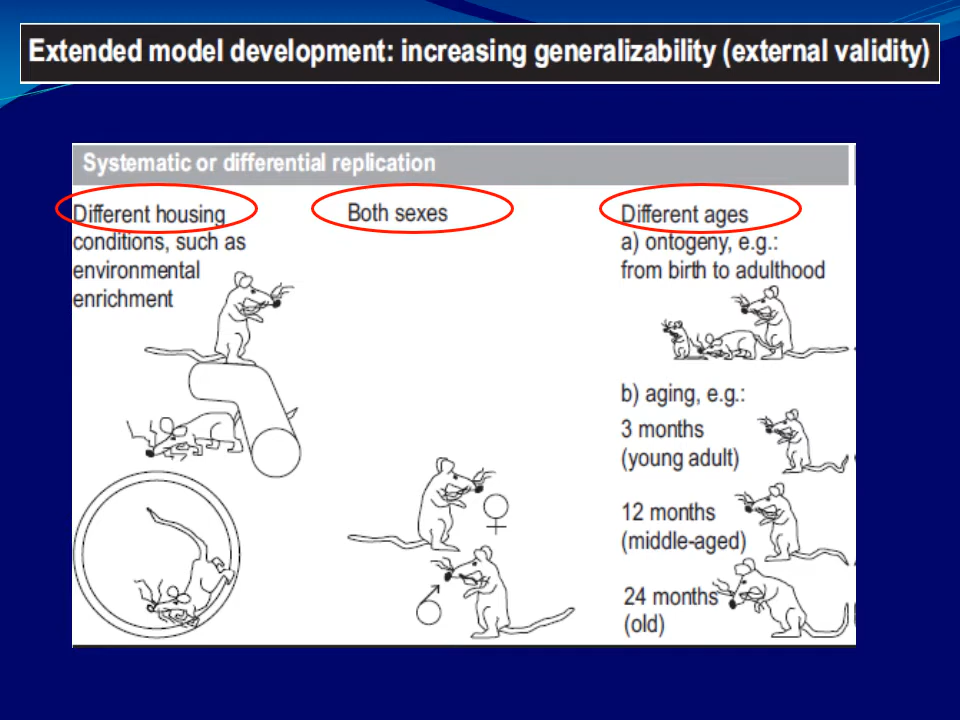 Extended model development: increasing generalizability (external validity)
Systematic or differential replication
Different housing
conditions, such as
environmental
enrichment
Both sexes
Different ages
a) ontogeny, e.g.:
from birth to adulthood
b) aging, e.g.:
3 months
(young adult)
12 months
(middle-aged)
24 months
(old)